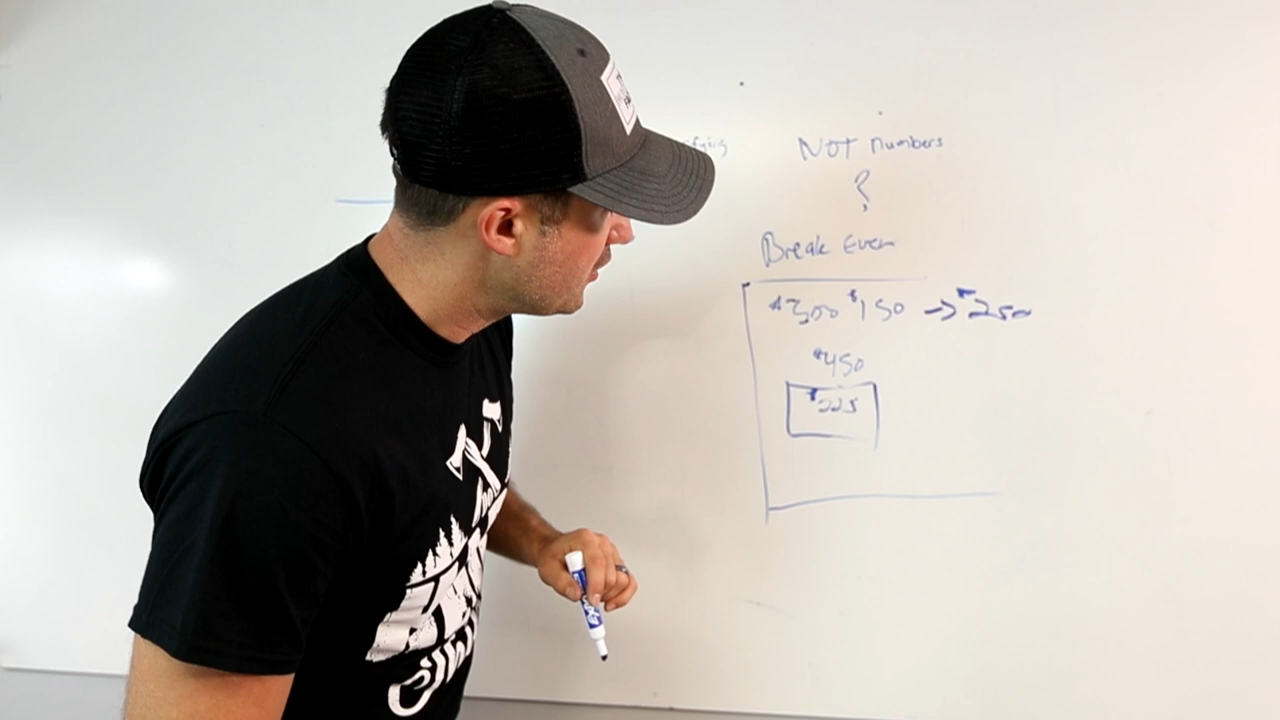 NOT numbers
?
Break Even
$300 $150 → $250
$450
$225